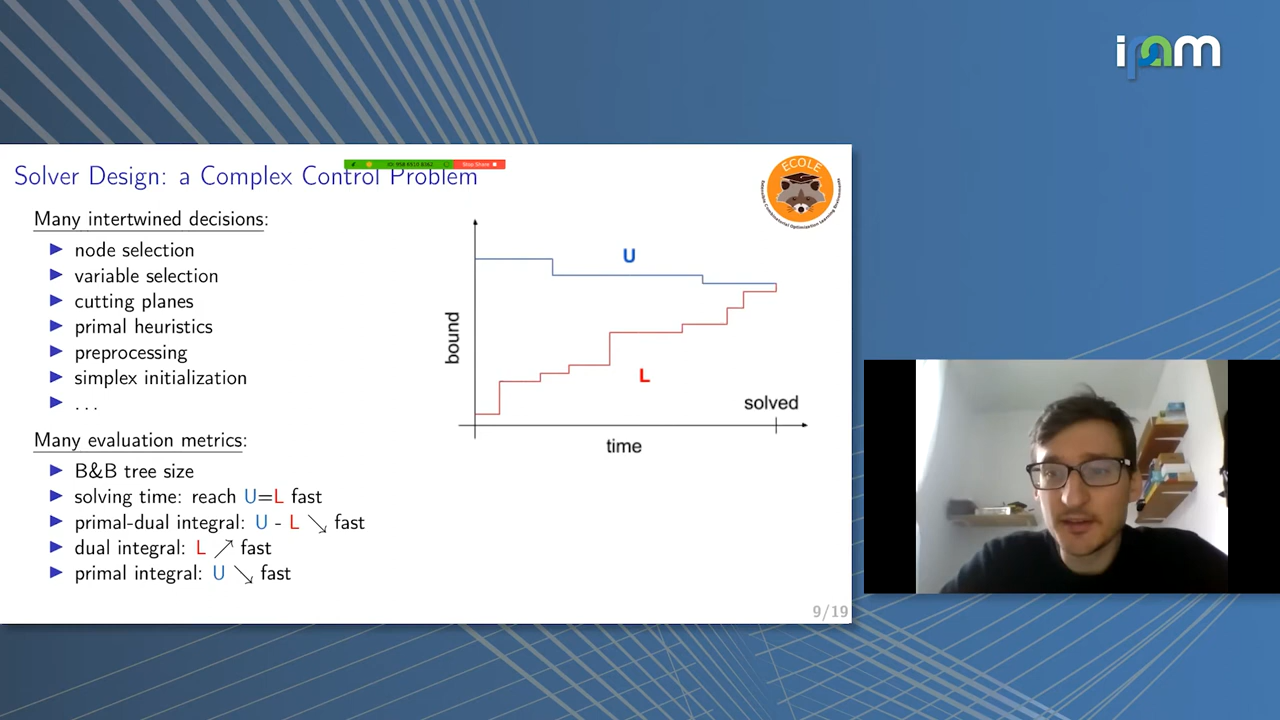 ipam
Solver Design: a Complex Control Problem
ECOLE
Many intertwined decisions:
node selection
variable selection
cutting planes
primal heuristics
preprocessing
simplex initialization
...
Many evaluation metrics:
B&B tree size
solving time: reach U=L fast
primal-dual integral: U - L ↘ fast
dual integral: L ↗ fast
primal integral: U ↘ fast
U
bound
L
solved
time
Stop Share
9/19